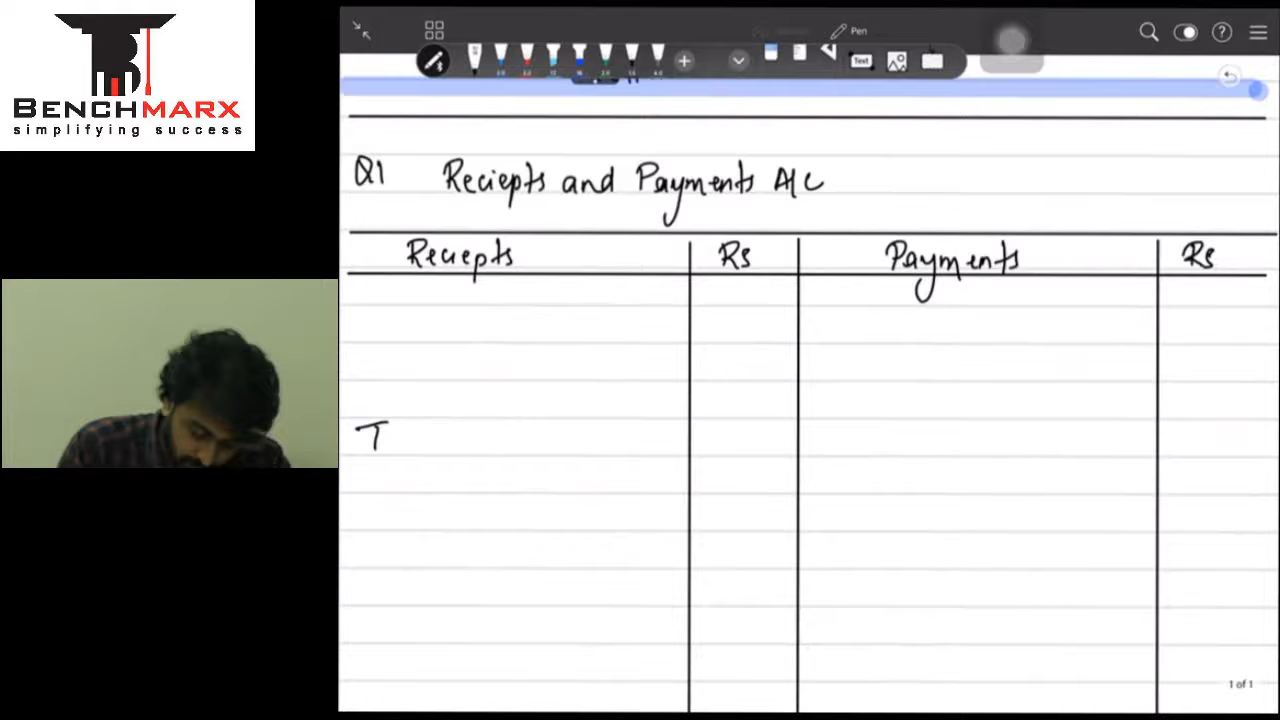 BENCHMARX
simplifying success
Pen
Text
Q1 Reciepts and Payments A/C
Reciepts Rs Payments Rs
T
1 of 1